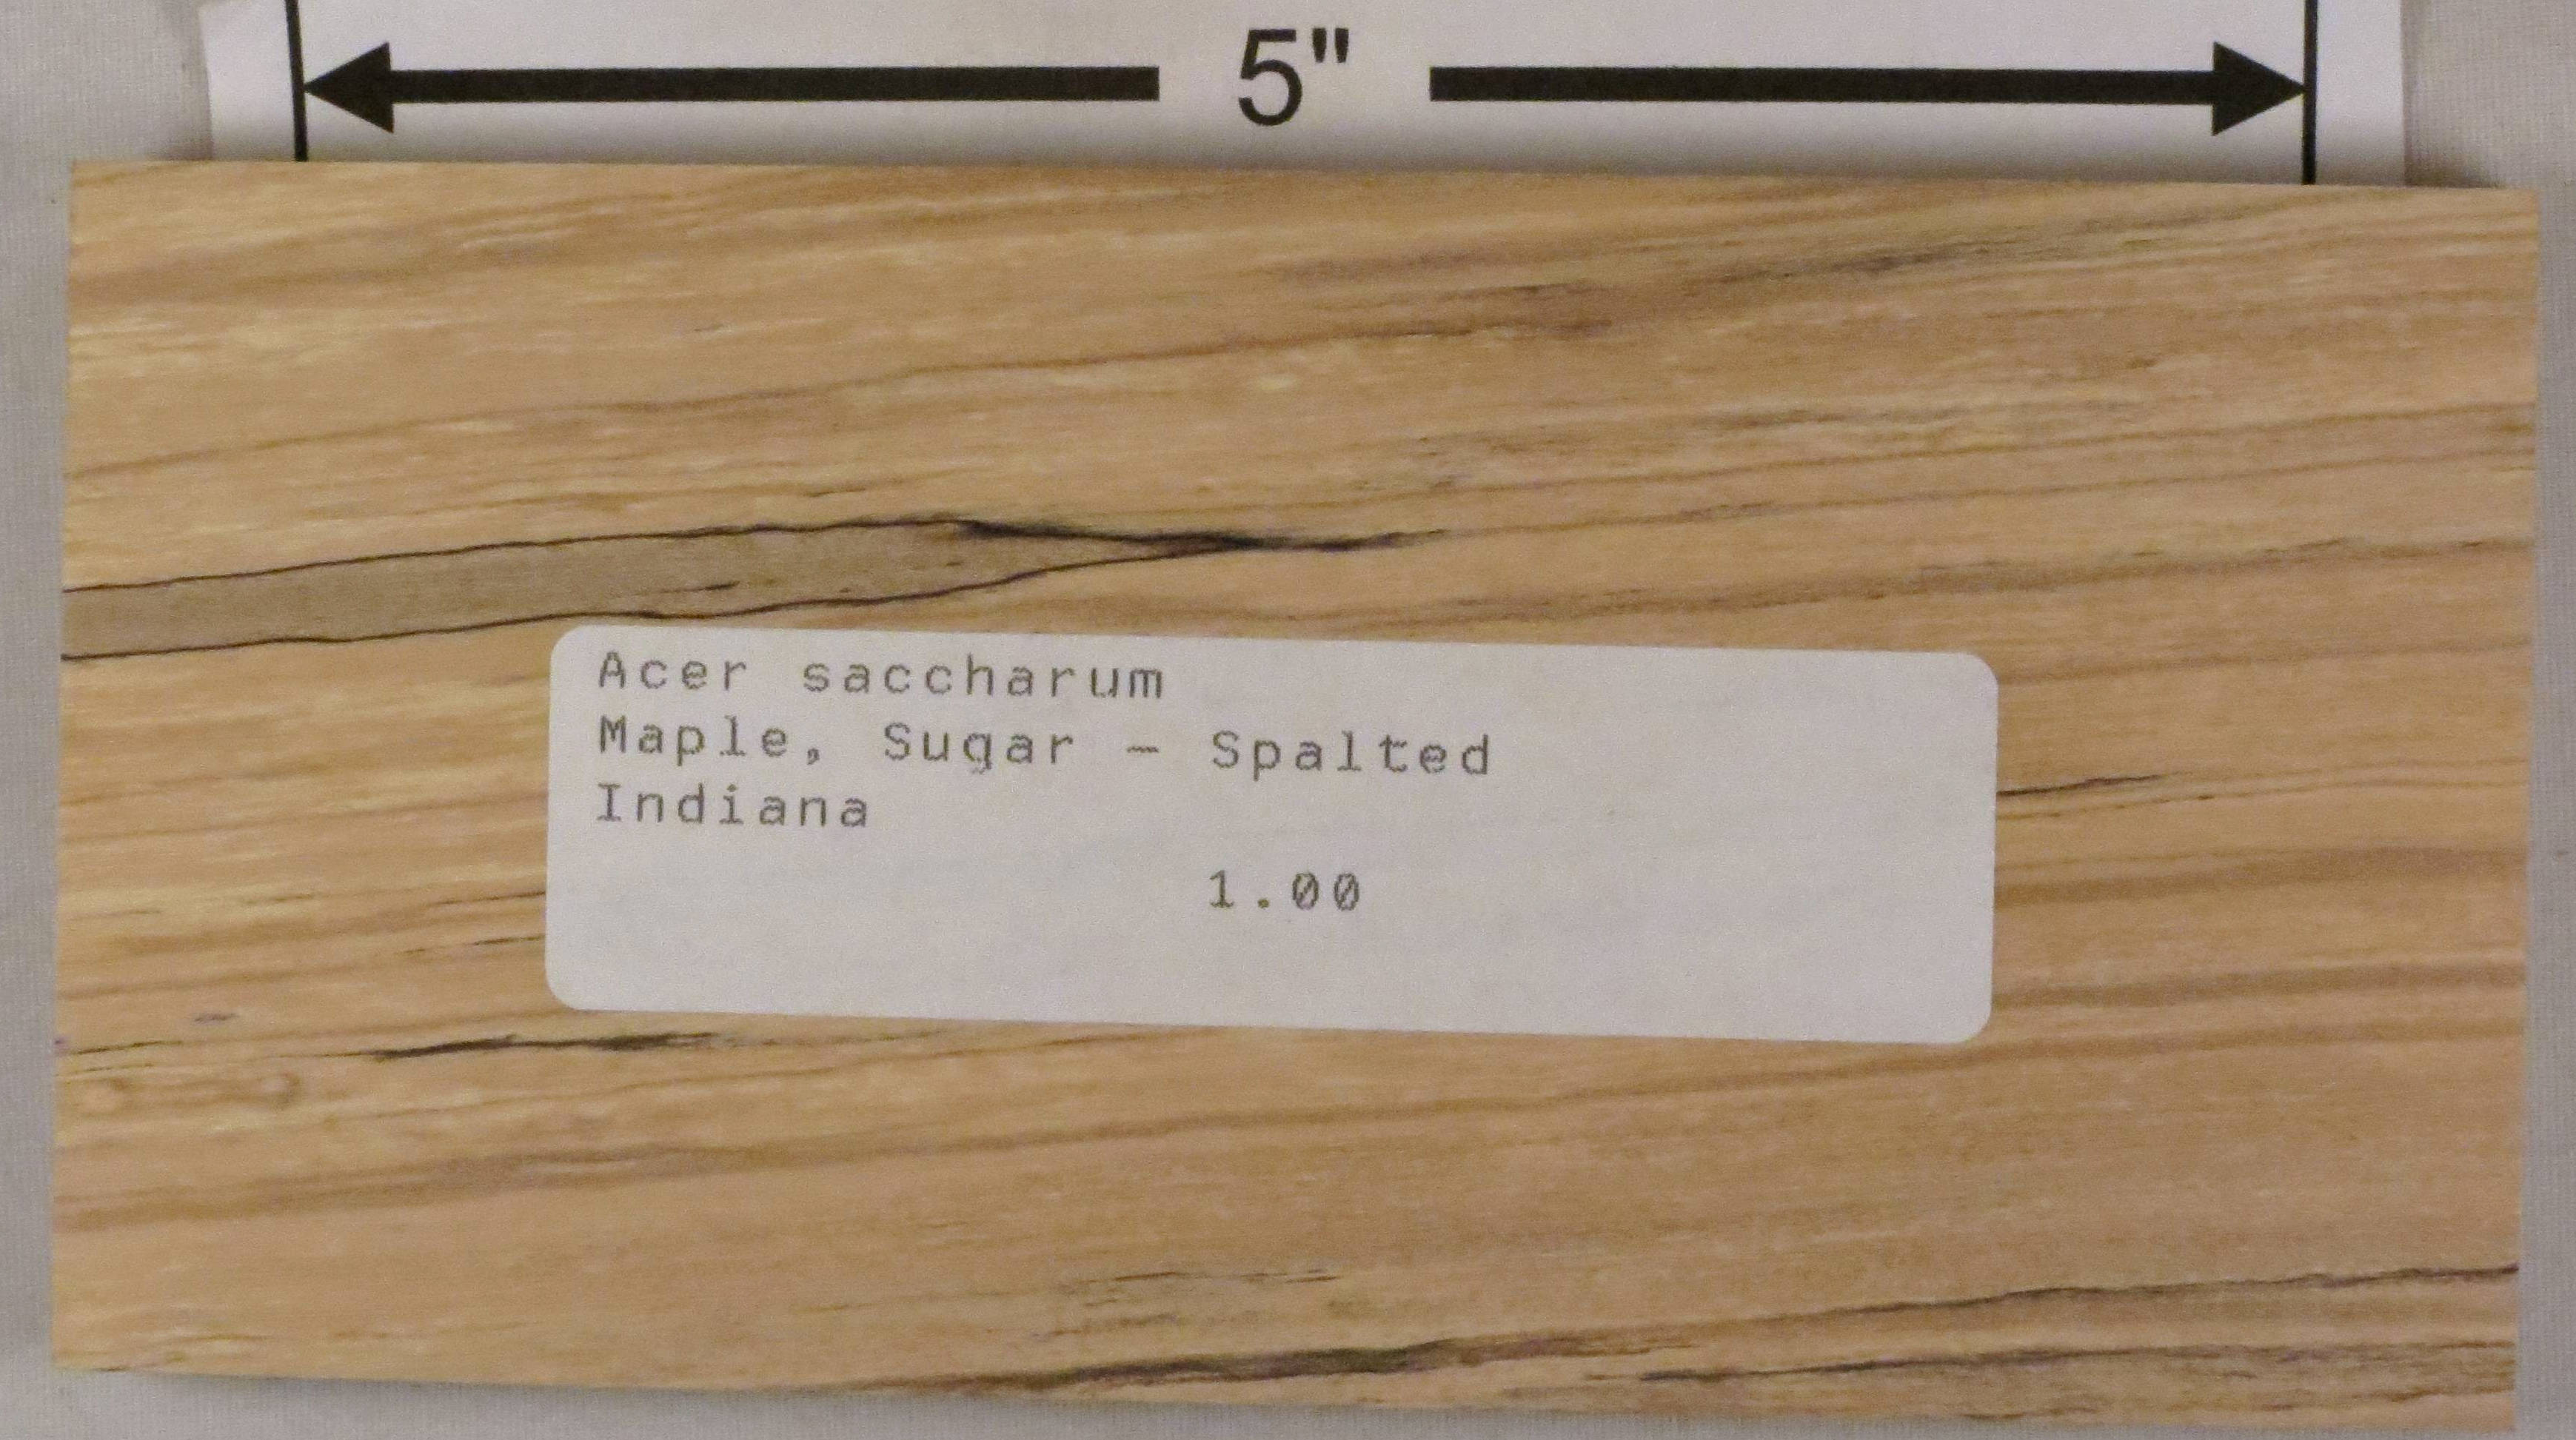 5"
Acer saccharum
Maple, Sugar - Spalted
Indiana
1.00